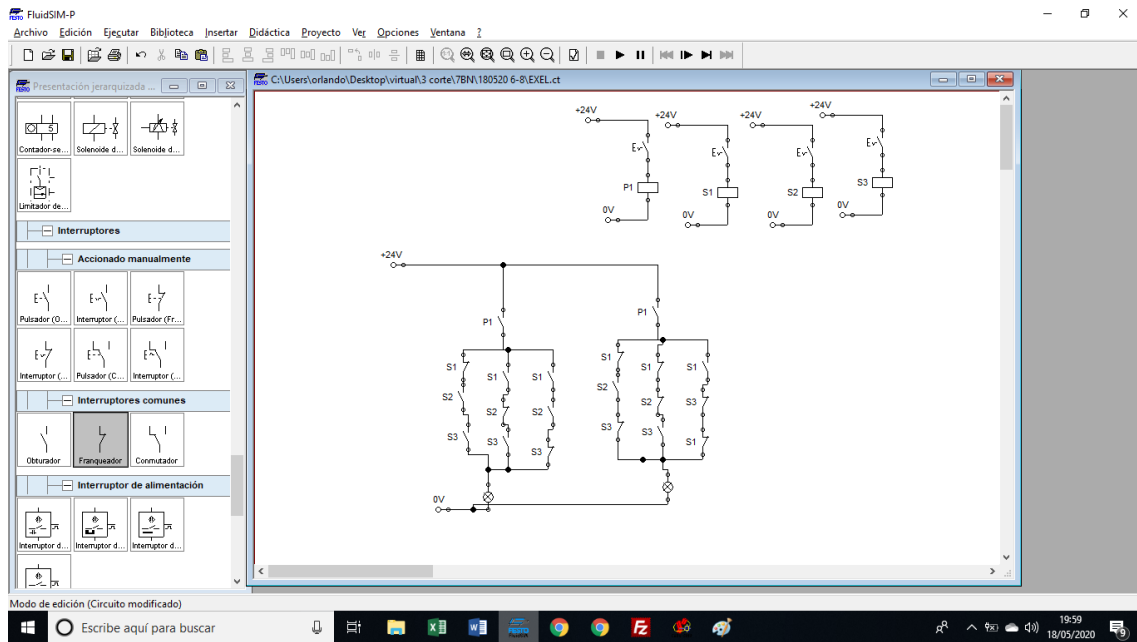 FluidSIM-P
Archivo Edición Ejecutar Biblioteca Insertar Didáctica Proyecto Ver Opciones Ventana ?
Presentación jerarquizada ...
C:\Users\orlando\Desktop\virtual\3 corte\7BN\180520 6-8\EXEL.ct
Contador-se... Solenoide d... Solenoide d...
Limitador de...
Interruptores
Accionado manualmente
Pulsador (O... Interruptor (... Pulsador (Fr...
Interruptor (... Pulsador (C... Interruptor (...
Interruptores comunes
Obturador Franqueador Conmutador
Interruptor de alimentación
Interruptor d... Interruptor d... Interruptor d...
+24V +24V +24V +24V
P1 S1 S2 S3
0V 0V 0V 0V
+24V
P1 P1
S1 S1 S1 S1 S1 S1
S2 S2 S2 S2 S2 S3
S3 S3 S3 S3 S3 S1
0V
Modo de edición (Circuito modificado)
Escribe aquí para buscar
19:59
18/05/2020